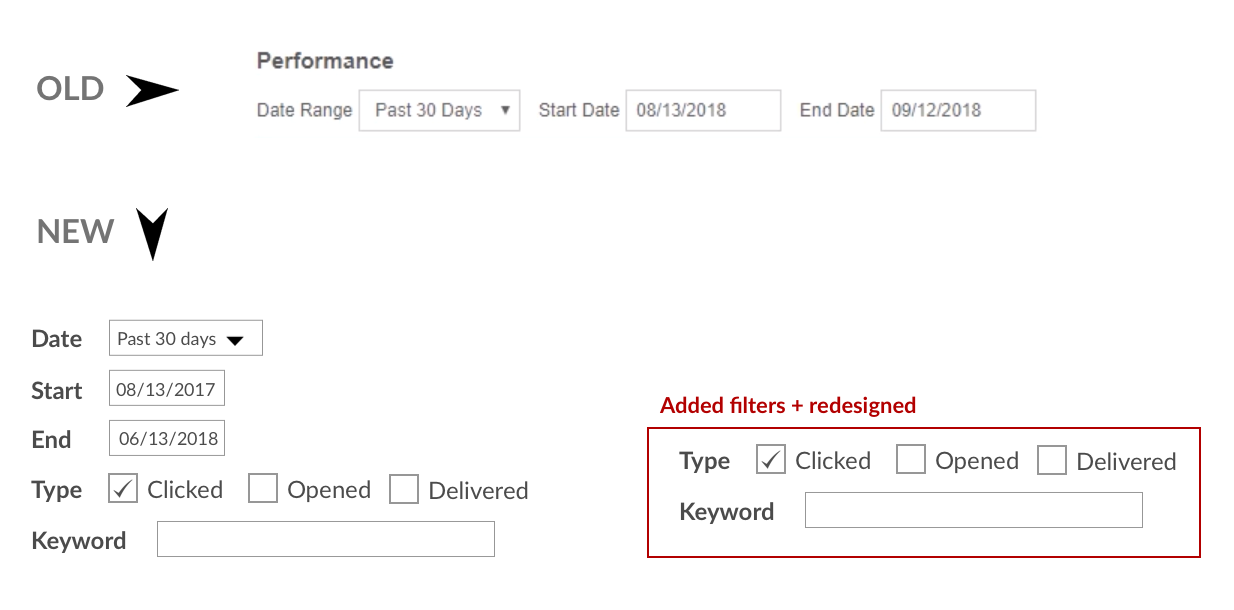 Performance
OLD
Date Range Past 30 Days Start Date 08/13/2018 End Date 09/12/2018
NEW
Date Past 30 days
Start 08/13/2017
End 06/13/2018
Type Clicked Opened Delivered
Keyword
Added filters + redesigned
Type Clicked Opened Delivered
Keyword